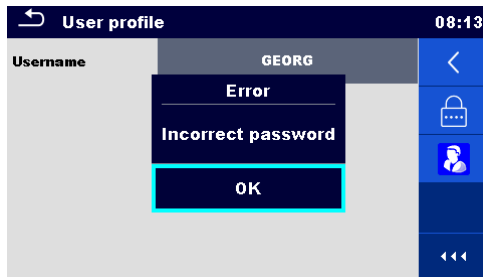 User profile
08:13
Username
GEORG
Error
Incorrect password
OK